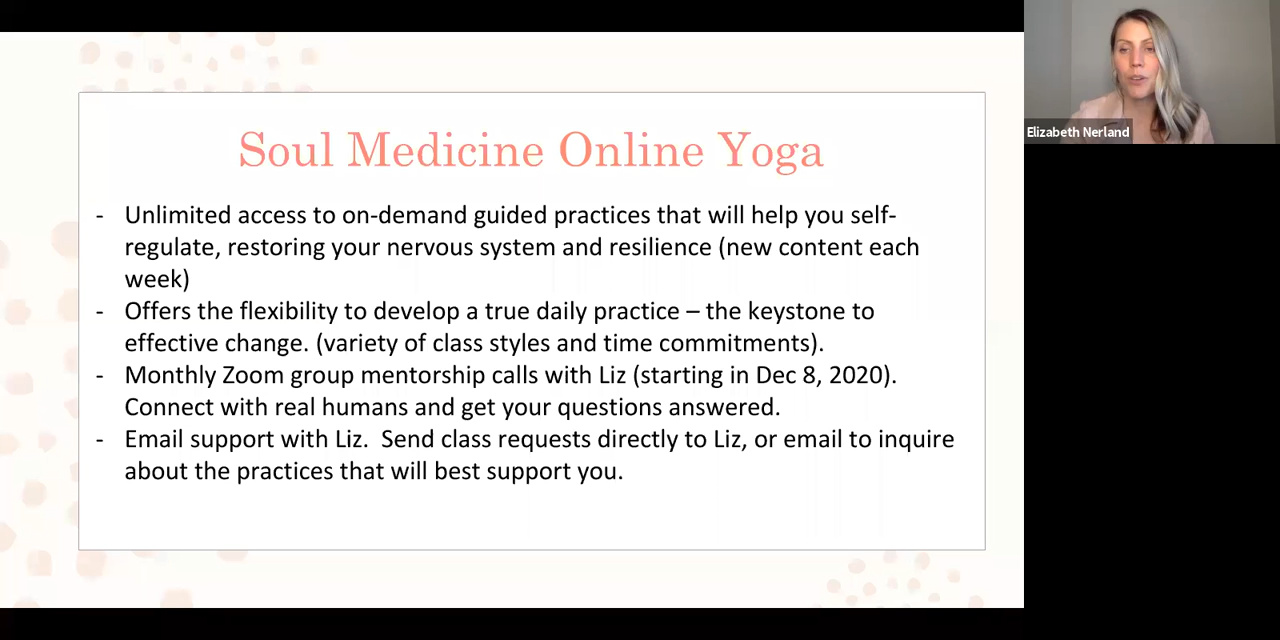 Soul Medicine Online Yoga
- Unlimited access to on-demand guided practices that will help you self-
regulate, restoring your nervous system and resilience (new content each
week)
- Offers the flexibility to develop a true daily practice – the keystone to
effective change. (variety of class styles and time commitments).
- Monthly Zoom group mentorship calls with Liz (starting in Dec 8, 2020).
Connect with real humans and get your questions answered.
- Email support with Liz.  Send class requests directly to Liz, or email to inquire
about the practices that will best support you.
Elizabeth Nerland